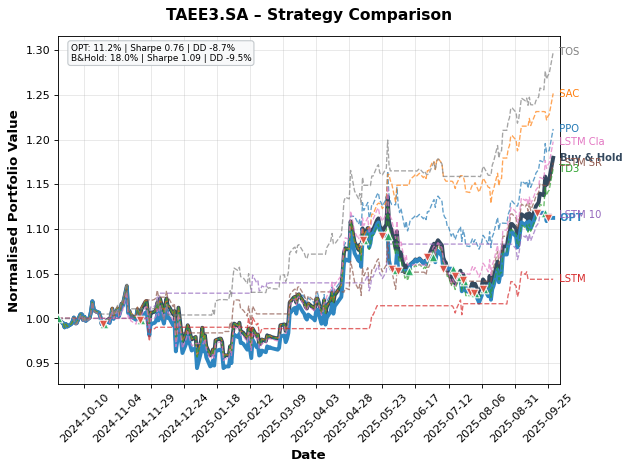 TAEE3.SA – Strategy Comparison
OPT: 11.2% | Sharpe 0.76 | DD -8.7%
B&Hold: 18.0% | Sharpe 1.09 | DD -9.5%
Normalised Portfolio Value
1.30
1.25
1.20
1.15
1.10
1.05
1.00
0.95
TOS
SAC
PPO
LSTM Cla
Buy & Hold
LSTM SR
TD3
LSTM 10
OPT
LSTM
2024-10-10
2024-11-04
2024-11-29
2024-12-24
2025-01-18
2025-02-12
2025-03-09
2025-04-03
2025-04-28
2025-05-23
2025-06-17
2025-07-12
2025-08-06
2025-08-31
2025-09-25
Date